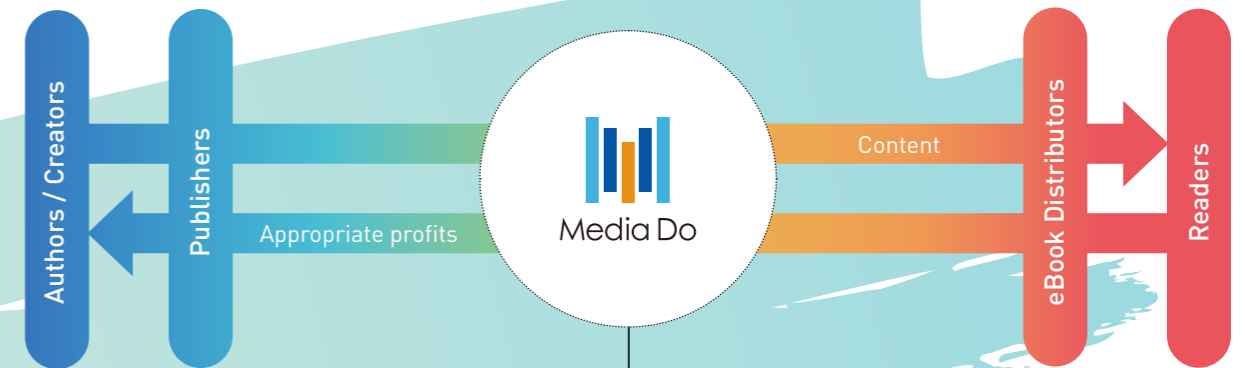 Authors / Creators
Publishers
Appropriate profits
Media Do
Content
eBook Distributors
Readers